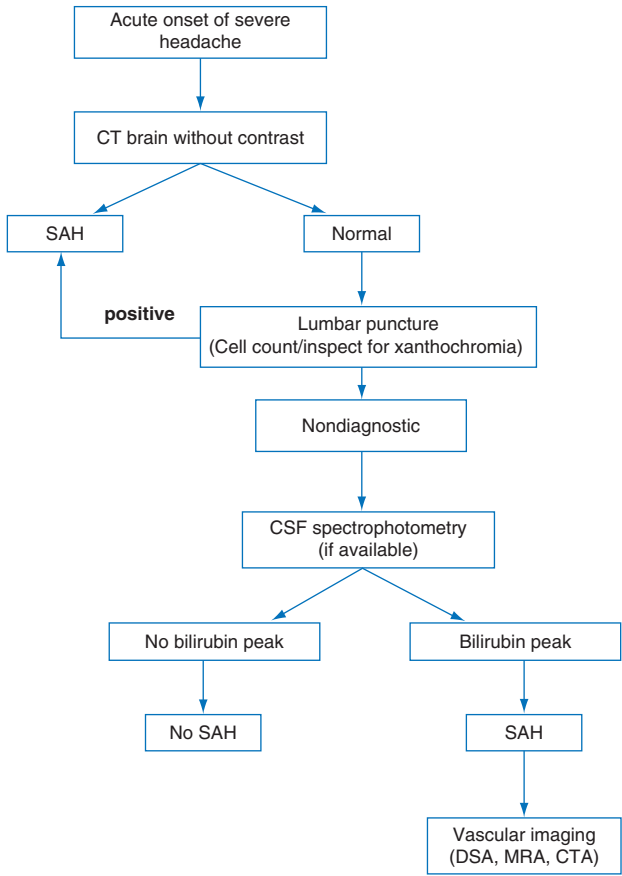 Acute onset of severe
headache
CT brain without contrast
SAH
Normal
positive
Lumbar puncture
(Cell count/inspect for xanthochromia)
Nondiagnostic
CSF spectrophotometry
(if available)
No bilirubin peak
Bilirubin peak
No SAH
SAH
Vascular imaging
(DSA, MRA, CTA)